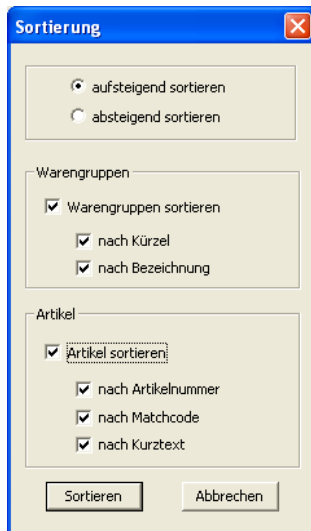 Sortierung
aufsteigend sortieren
absteigend sortieren
Warengruppen
Warengruppen sortieren
nach Kürzel
nach Bezeichnung
Artikel
Artikel sortieren
nach Artikelnummer
nach Matchcode
nach Kurztext
Sortieren Abbrechen